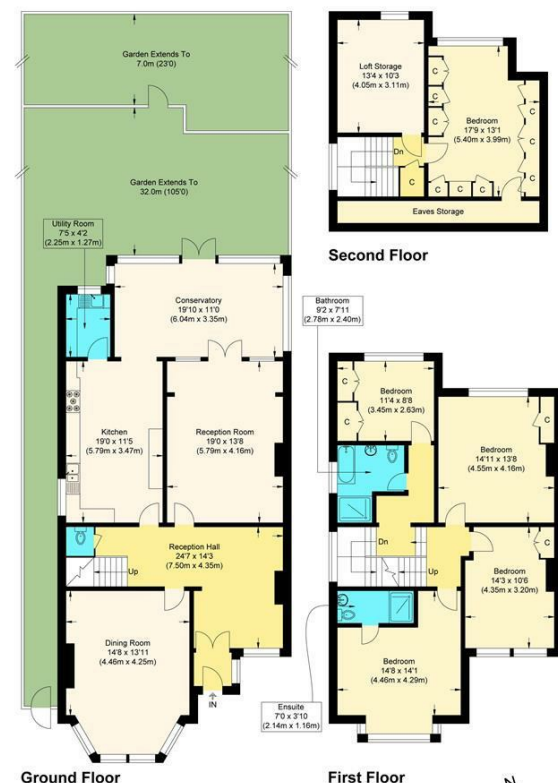 Garden Extends To
7.0m (23'0)
Garden Extends To
32.0m (105'0)
Utility Room
7'5 x 4'2
(2.25m x 1.27m)
Conservatory
19'10 x 11'0
(6.04m x 3.35m)
Kitchen
19'0 x 11'5
(5.79m x 3.47m)
Reception Room
19'0 x 13'8
(5.79m x 4.16m)
Reception Hall
24'7 x 14'3
(7.50m x 4.35m)
Up
Dining Room
14'8 x 13'11
(4.46m x 4.25m)
IN
Ground Floor
Loft Storage
13'4 x 10'3
(4.05m x 3.11m)
Bedroom
17'9 x 13'1
(5.40m x 3.99m)
C
C
C
C
C
C
C
C
C
Dn
C
Eaves Storage
Second Floor
Bathroom
9'2 x 7'11
(2.78m x 2.40m)
C
C
Bedroom
11'4 x 8'8
(3.45m x 2.63m)
Bedroom
14'11 x 13'8
(4.55m x 4.16m)
C
Dn
Up
Bedroom
14'3 x 10'6
(4.35m x 3.20m)
C
Bedroom
14'8 x 14'1
(4.46m x 4.29m)
Ensuite
7'0 x 3'10
(2.14m x 1.16m)
First Floor
N